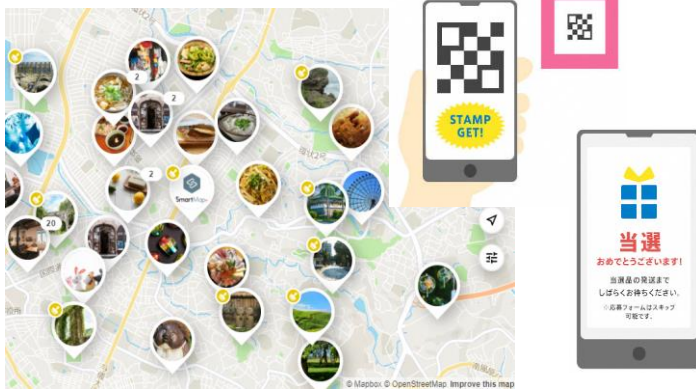 2
2
2
20
SmartMap
© Mapbox © OpenStreetMap Improve this map
STAMP
GET!
当選
おめでとうございます!
当選品の発送まで
しばらくお待ちください。
※応募フォームはスキップ
可能です。